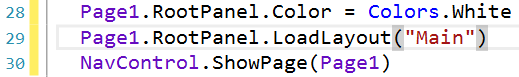 28 Page1.RootPanel.Color = Colors.White
29 Page1.RootPanel.LoadLayout("Main")
30 NavControl.ShowPage(Page1)